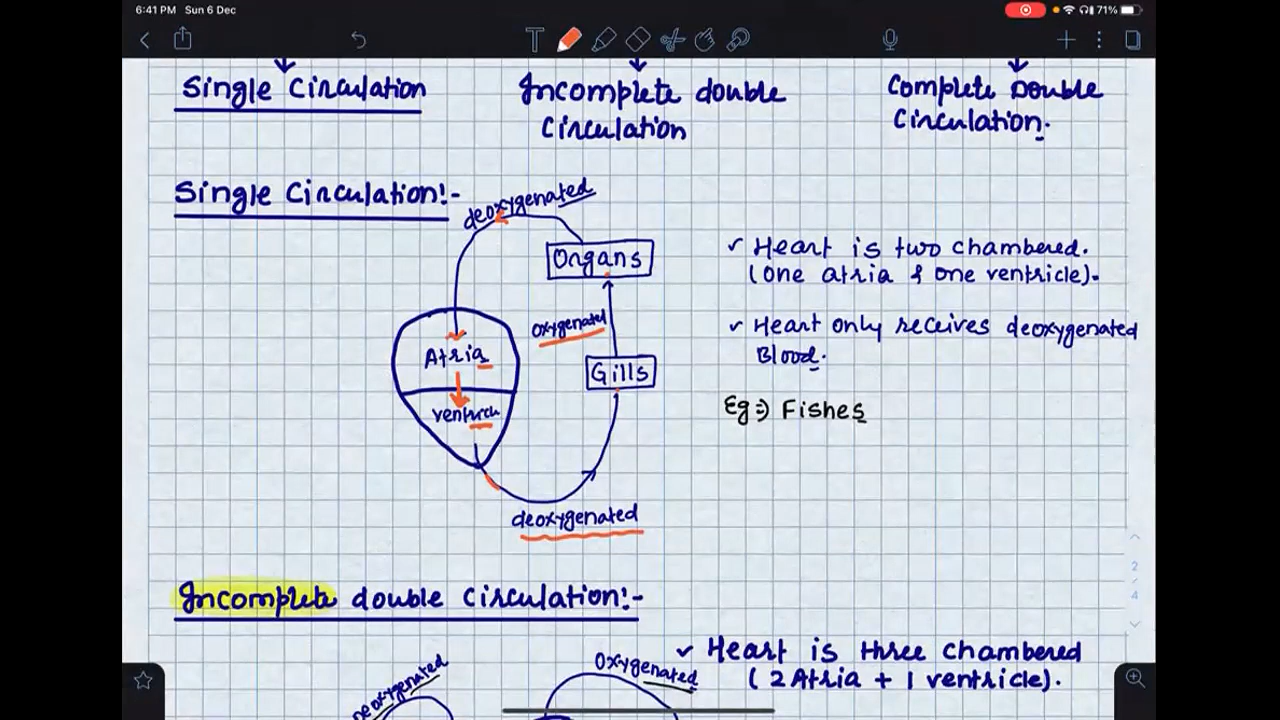 6:41 PM Sun 6 Dec
71%
Single Circulation
Incomplete double
Circulation
Complete Double
Circulation.
Single Circulation:-
deoxygenated
Organs
oxygenated
Atria
Gills
ventricle
deoxygenated
✓ Heart is two chambered.
(One atria & one ventricle).
✓ Heart only receives deoxygenated
Blood.
Eg:) Fishes
2
4
Incomplete double circulation:-
deoxygenated
Oxygenated
✓ Heart is three chambered
(2 Atria + 1 ventricle).